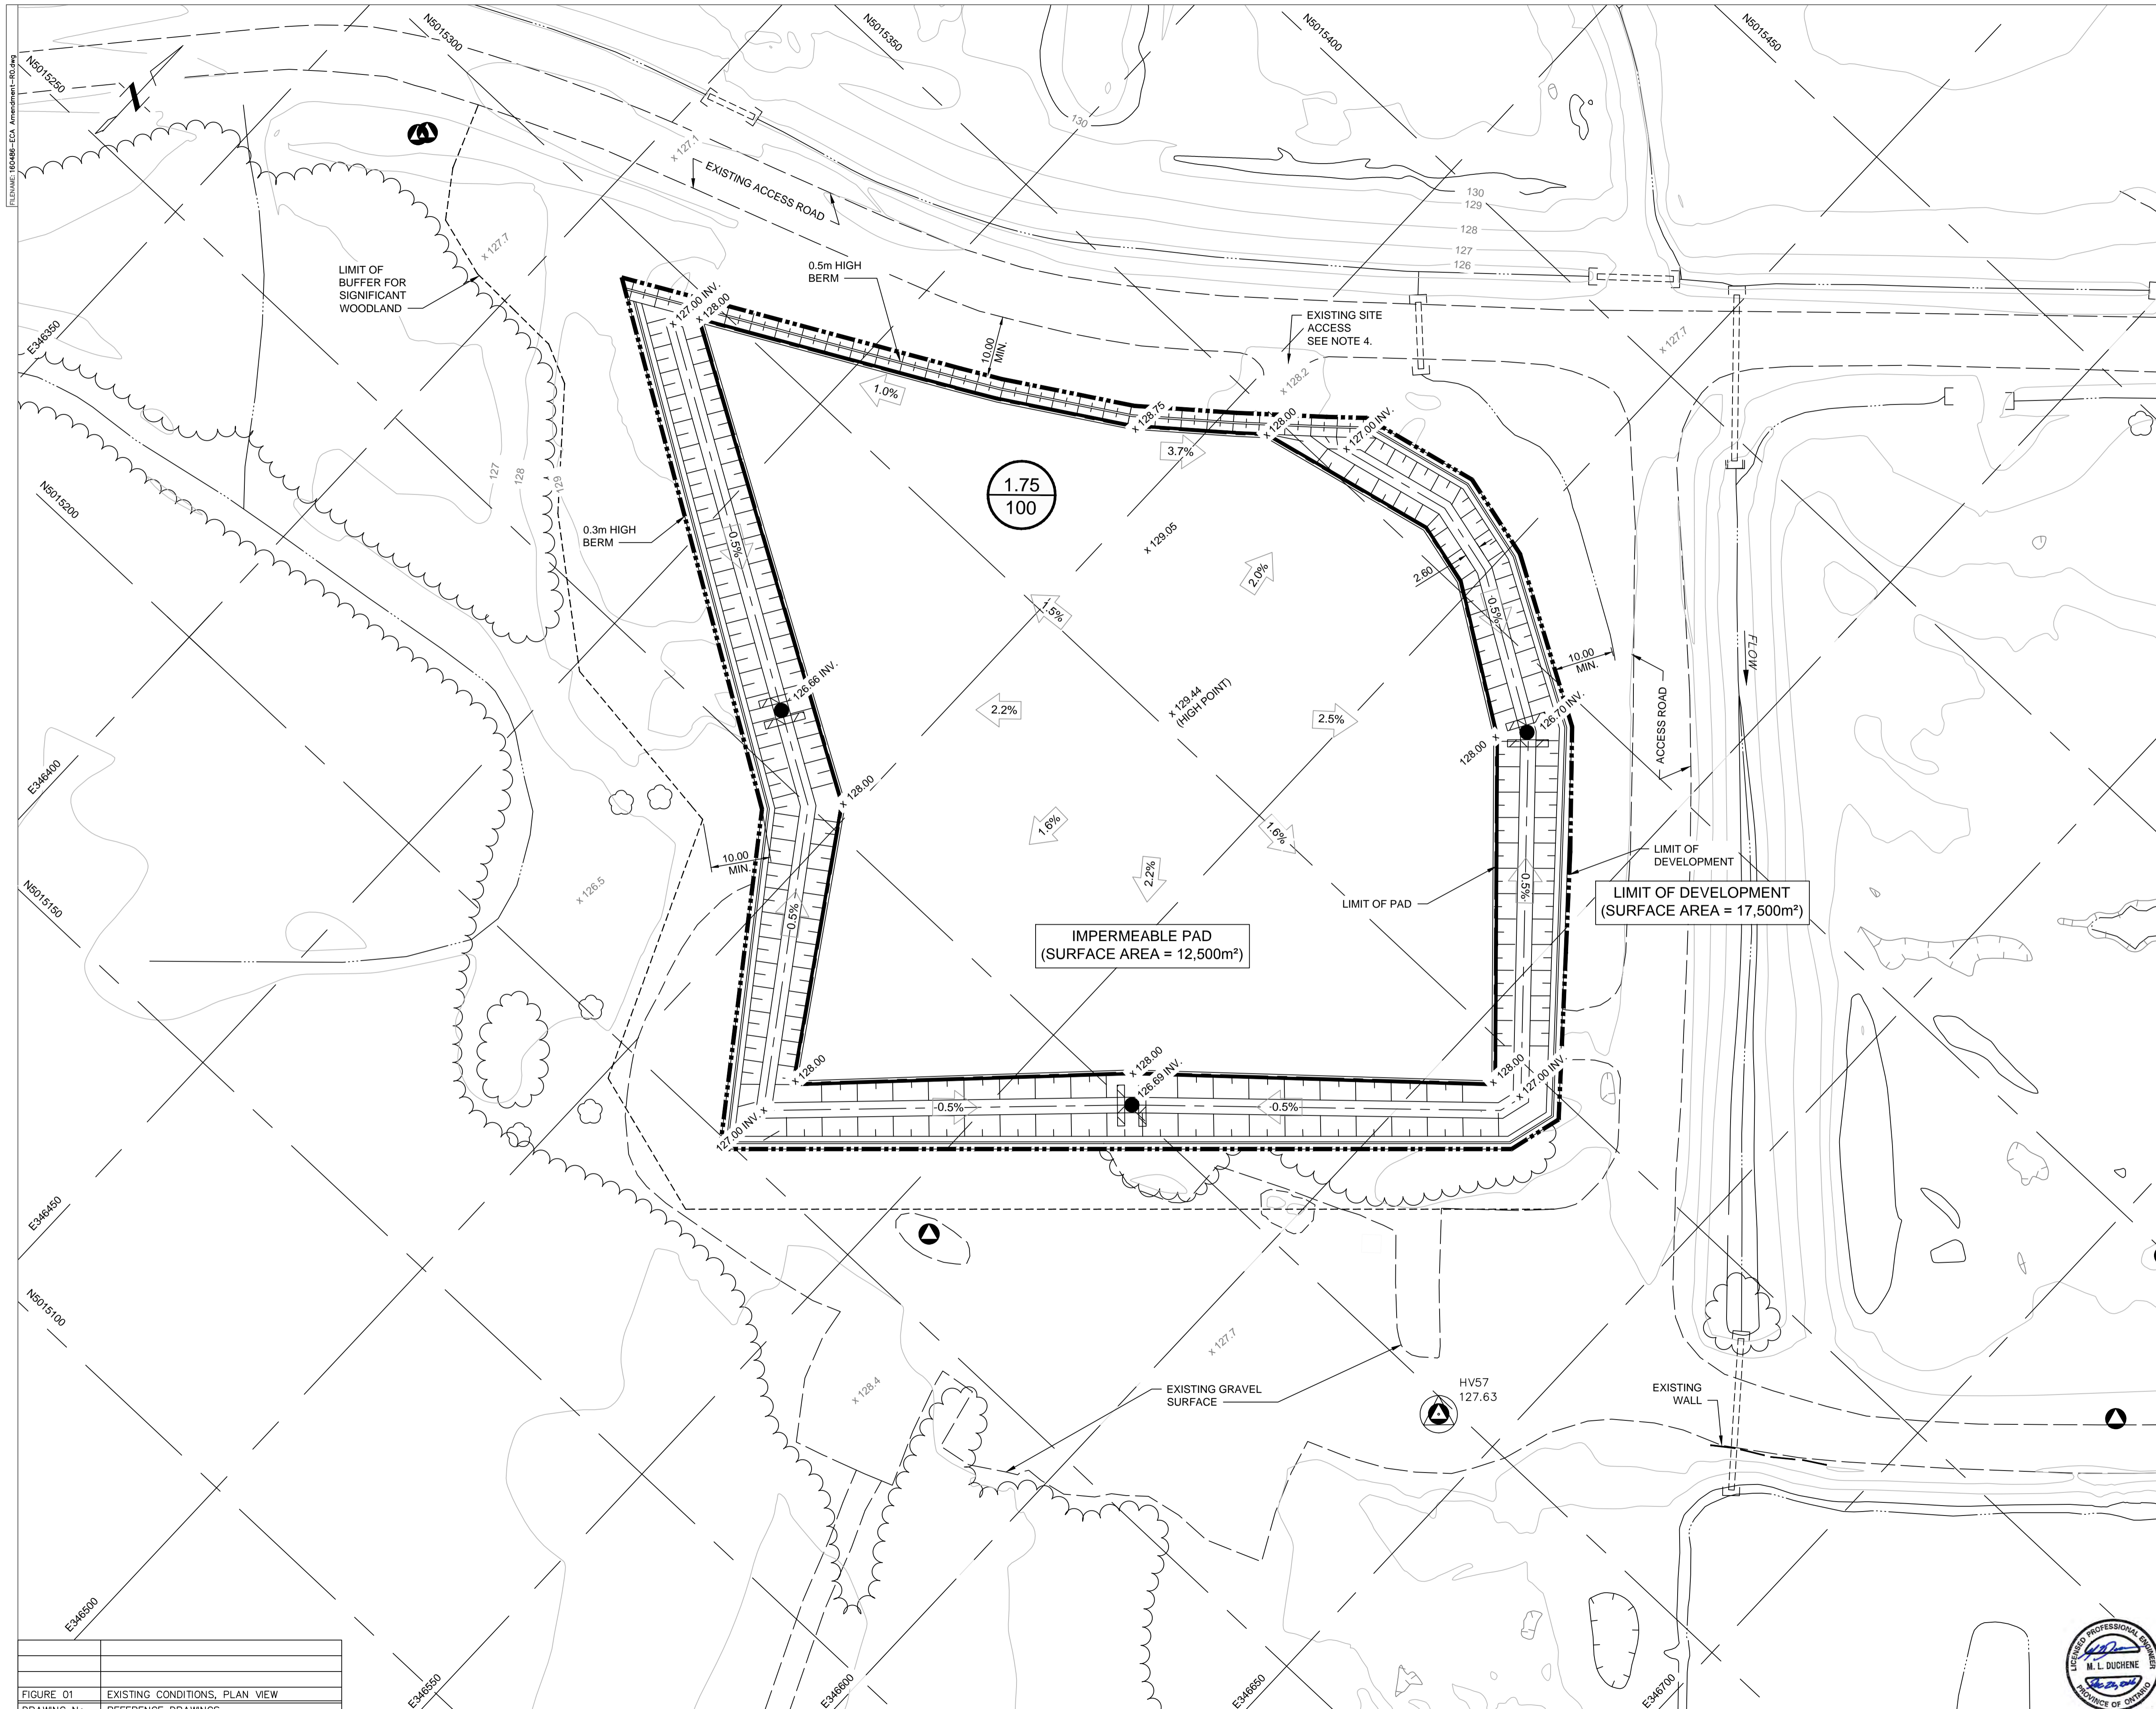 FILENAME: 160486-ECA Amendment-R0.dwg
N5015250
N5015300
N5015350
N5015400
N5015450
N
130
x 127.1
EXISTING ACCESS ROAD
130
129
128
127
126
x 127.7
LIMIT OF
BUFFER FOR
SIGNIFICANT
WOODLAND
0.5m HIGH
BERM
x 127.00 INV.
x 128.00
10.00
MIN.
EXISTING SITE
ACCESS
SEE NOTE 4.
x 128.2
x 127.7
E346350
1.0%
x 128.75
x 128.00
x 127.00 INV.
3.7%
127
128
129
1.75
100
N5015200
0.3m HIGH
BERM
0.5%
x 129.05
2.0%
2.60
1.5%
0.5%
FLOW
10.00
MIN.
x 126.66 INV.
2.2%
x 129.44
(HIGH POINT)
2.5%
126.70 INV.
128.00 x
ACCESS ROAD
E346400
x 128.00
1.6%
1.6%
10.00
MIN.
2.2%
LIMIT OF
DEVELOPMENT
N5015150
x 126.5
0.5%
0.5%
LIMIT OF PAD
LIMIT OF DEVELOPMENT
(SURFACE AREA = 17,500m²)
IMPERMEABLE PAD
(SURFACE AREA = 12,500m²)
x 128.00
x 128.00
126.69 INV.
x 128.00
x 127.00 INV.
0.5%
0.5%
127.00 INV. x
E346450
N5015100
x 127.7
x 128.4
EXISTING GRAVEL
SURFACE
HV57
127.63
EXISTING
WALL
E346500
E346550
E346600
E346650
E346700
FIGURE 01 EXISTING CONDITIONS, PLAN VIEW
REFERENCE DRAWINGS
LICENSED PROFESSIONAL ENGINEER
M. L. DUCHENE
PROVINCE OF ONTARIO